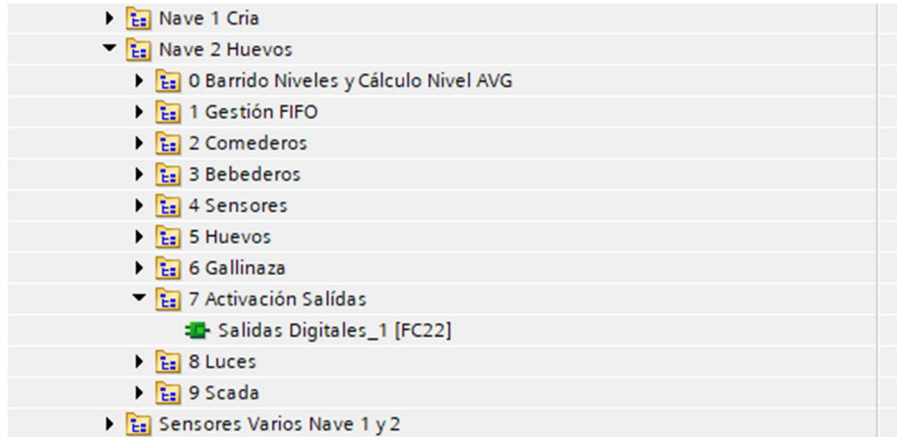 Nave 1 Cria
Nave 2 Huevos
0 Barrido Niveles y Cálculo Nivel AVG
1 Gestión FIFO
2 Comederos
3 Bebederos
4 Sensores
5 Huevos
6 Gallinaza
7 Activación Salídas
Salidas Digitales_1 [FC22]
8 Luces
9 Scada
Sensores Varios Nave 1 y 2